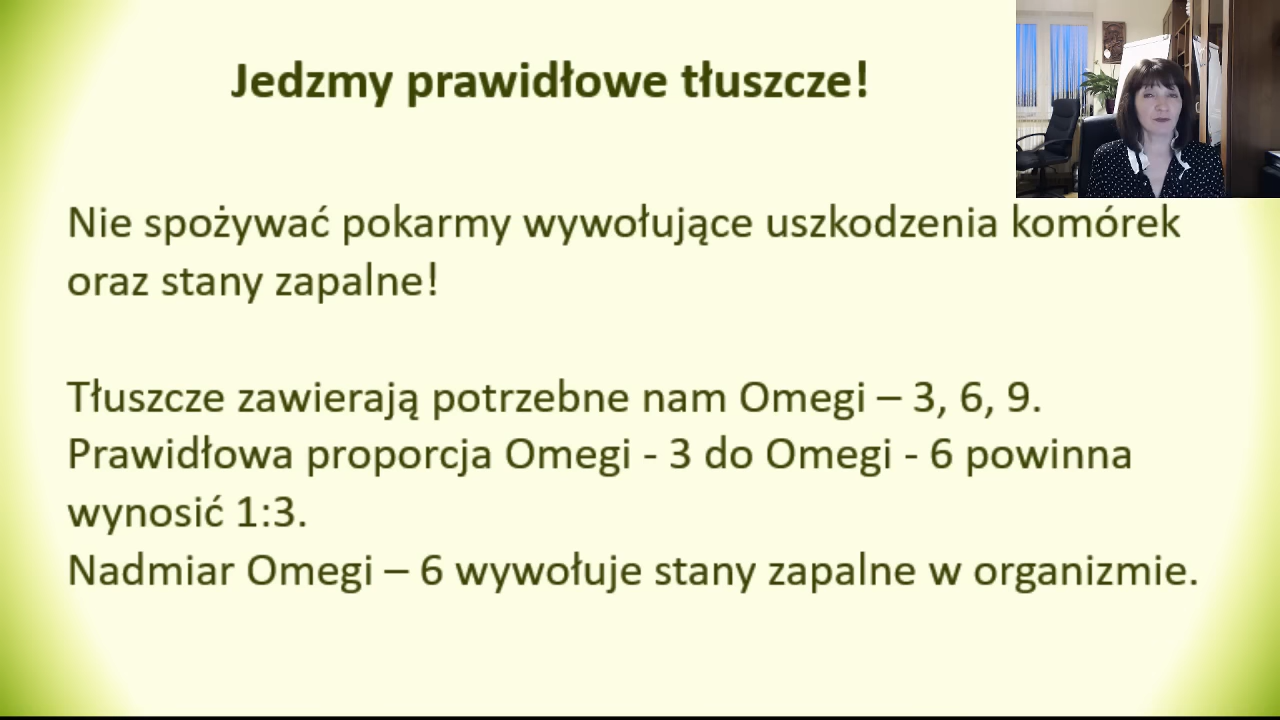 Jedzmy prawidłowe tłuszcze!
Nie spożywać pokarmy wywołujące uszkodzenia komórek
oraz stany zapalne!
Tłuszcze zawierają potrzebne nam Omegi – 3, 6, 9.
Prawidłowa proporcja Omegi - 3 do Omegi - 6 powinna
wynosić 1:3.
Nadmiar Omegi – 6 wywołuje stany zapalne w organizmie.